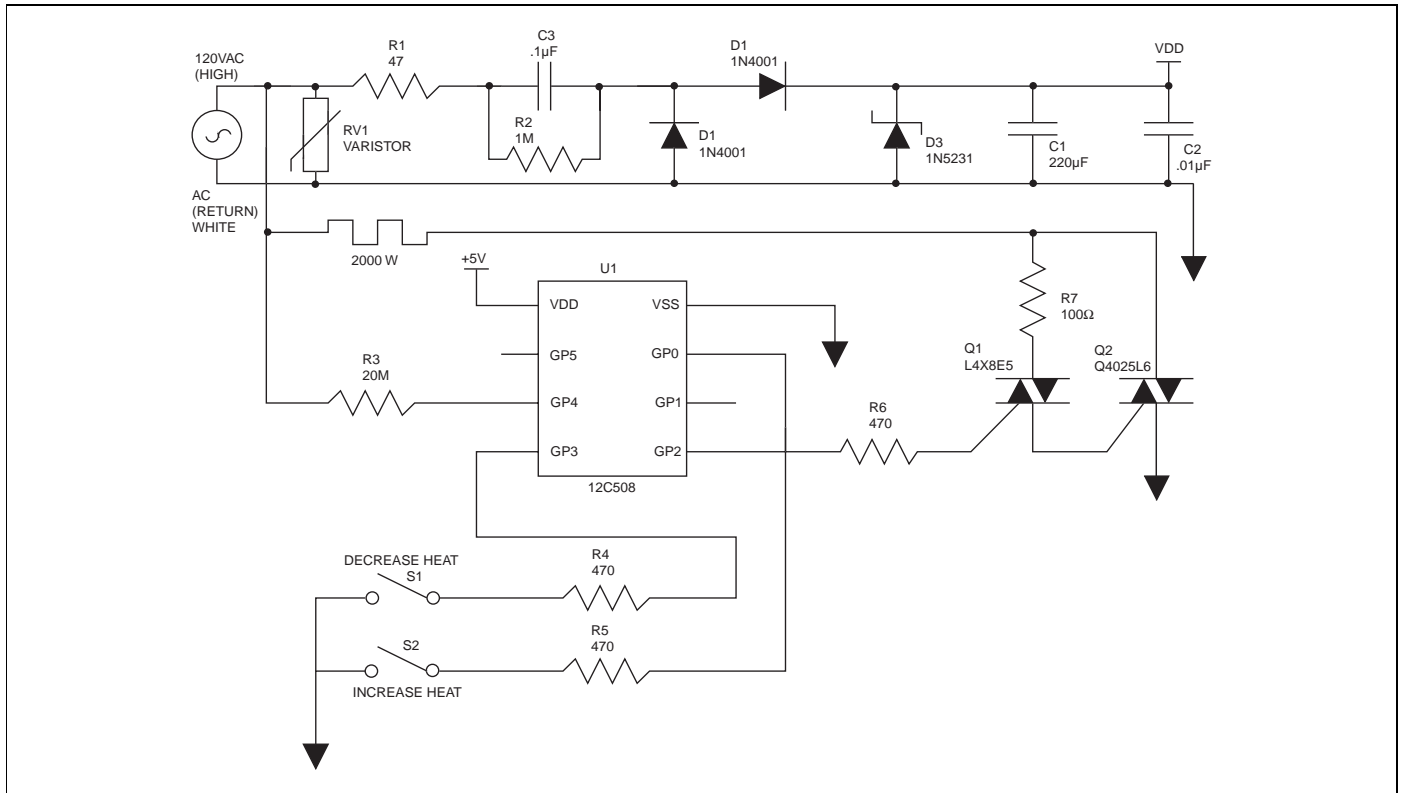 120VAC
(HIGH)
R1
47
C3
.1µF
D1
1N4001
VDD
RV1
VARISTOR
R2
1M
D1
1N4001
D3
1N5231
C1
220µF
C2
.01µF
AC
(RETURN)
WHITE
2000 W
+5V
U1
VDD
VSS
R7
100Ω
GP5
GP0
Q1
L4X8E5
Q2
Q4025L6
R3
20M
GP4
GP1
R6
470
GP3
GP2
12C508
DECREASE HEAT
S1
R4
470
S2
R5
470
INCREASE HEAT